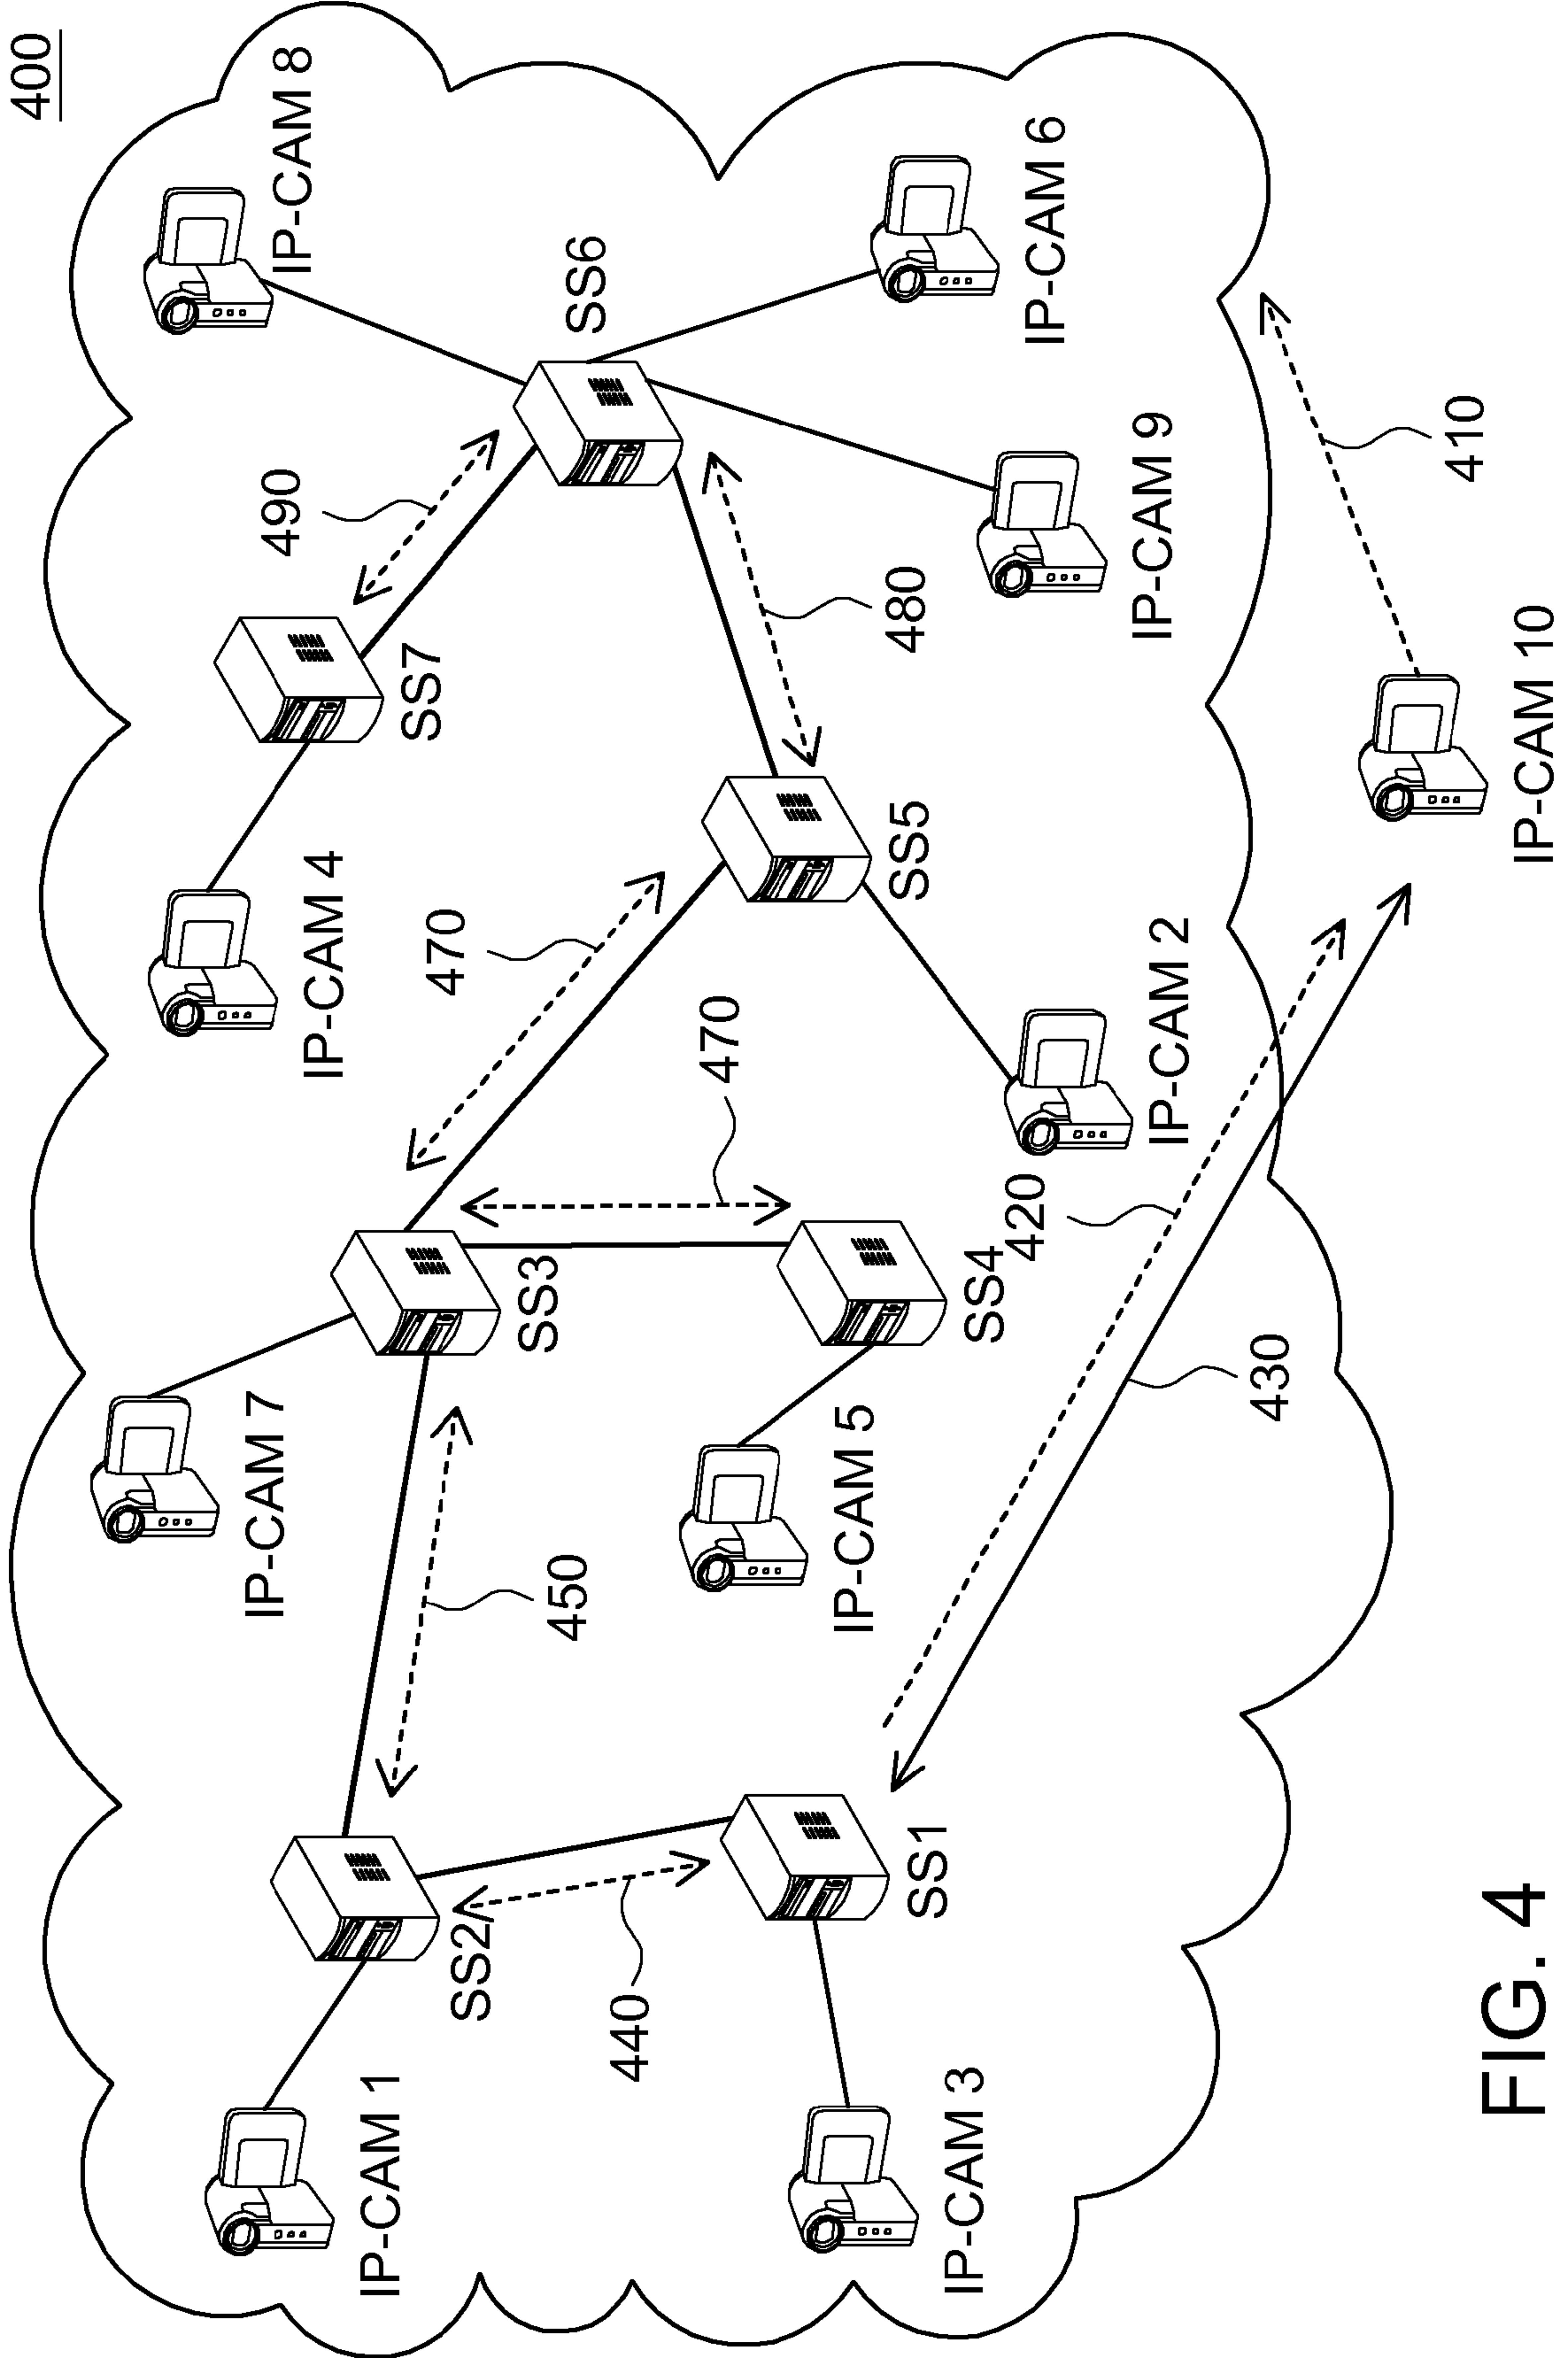 400
IP-CAM 1
SS2
440
IP-CAM 3
SS1
IP-CAM 7
450
SS3
IP-CAM 5
SS4
470
470
420
430
IP-CAM 4
SS7
490
IP-CAM 2
SS5
480
IP-CAM 8
SS6
IP-CAM 9
IP-CAM 6
IP-CAM 10
410
FIG. 4